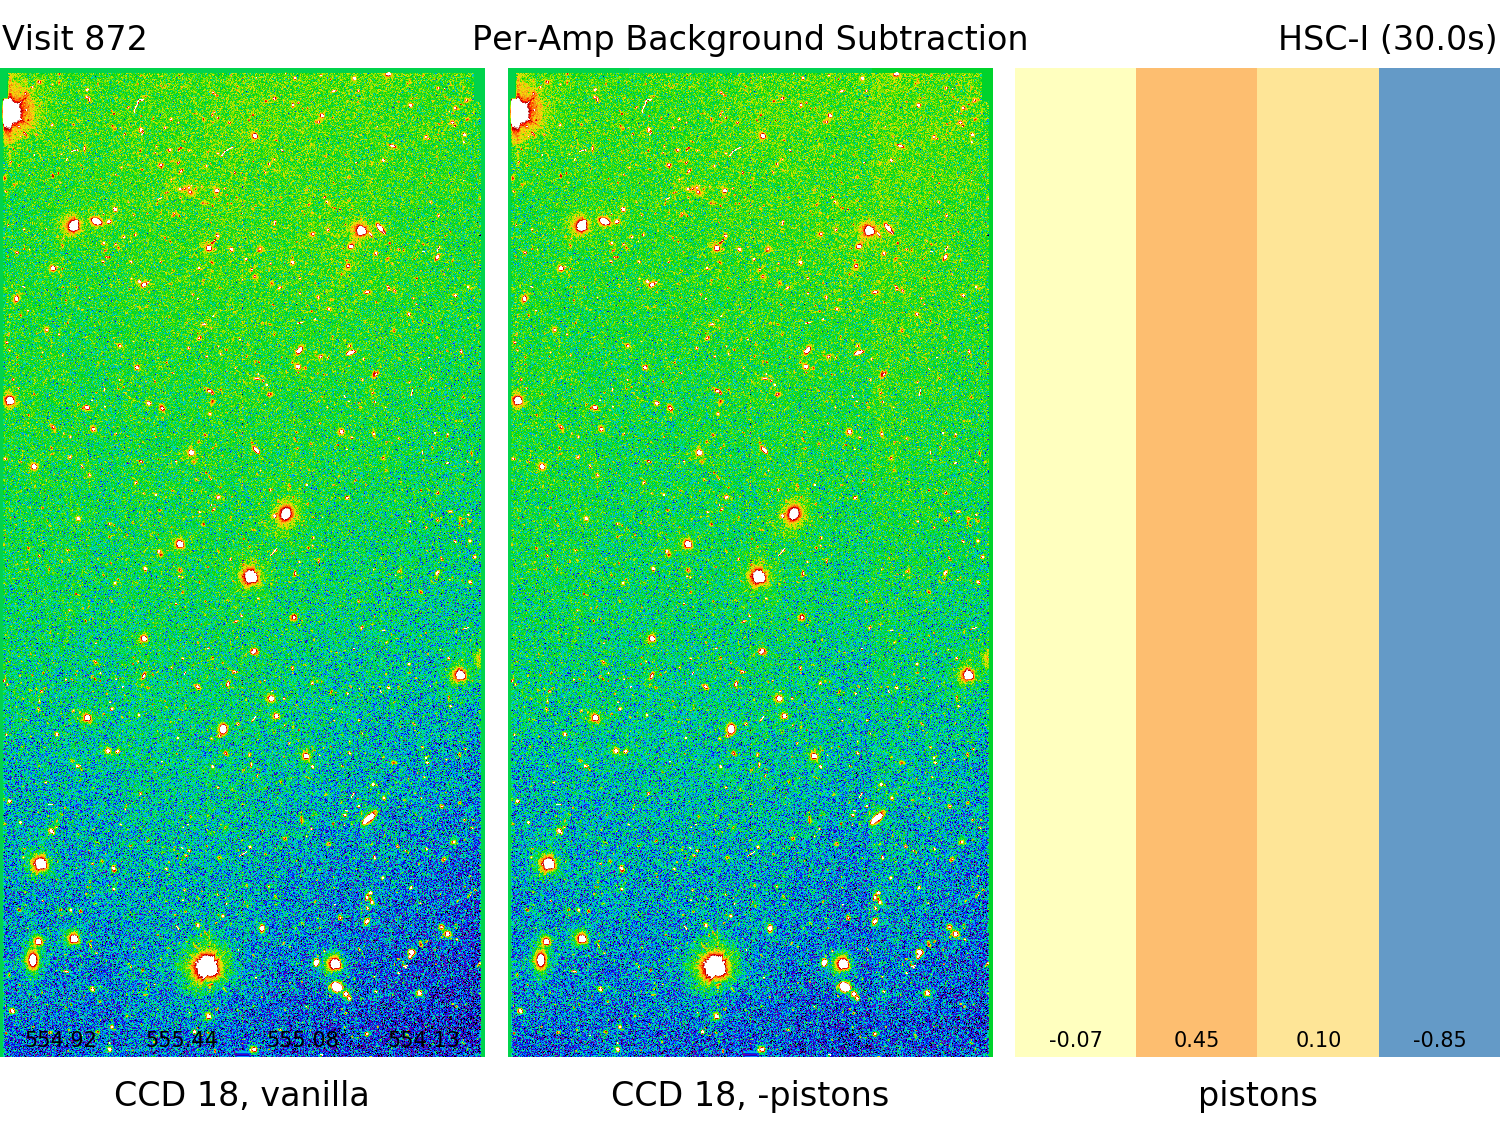 Visit 872 Per-Amp Background Subtraction HSC-I (30.0s)
554.92 555.44 555.08 554.13 -0.07 0.45 0.10 -0.85
CCD 18, vanilla CCD 18, -pistons pistons